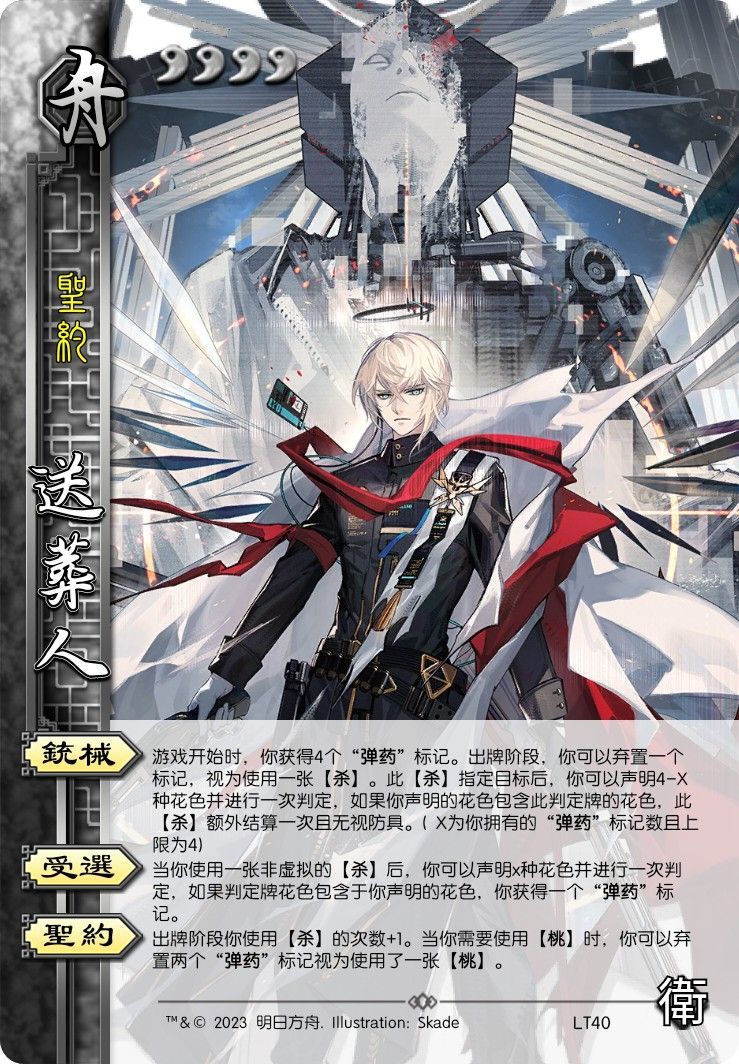 舟
聖約
送葬人
銃械
游戏开始时，你获得4个“弹药”标记。出牌阶段，你可以弃置一个
标记，视为使用一张【杀】。此【杀】指定目标后，你可以声明4-X
种花色并进行一次判定，如果你声明的花色包含此判定牌的花色，此
【杀】额外结算一次且无视防具。( X为你拥有的“弹药”标记数且上
限为4)
受選
当你使用一张非虚拟的【杀】后，你可以声明x种花色并进行一次判
定，如果判定牌花色包含于你声明的花色，你获得一个“弹药”标
记。
聖約
出牌阶段你使用【杀】的次数+1。当你需要使用【桃】时，你可以弃
置两个“弹药”标记视为使用了一张【桃】。
衛
™&© 2023 明日方舟. Illustration: Skade
LT40